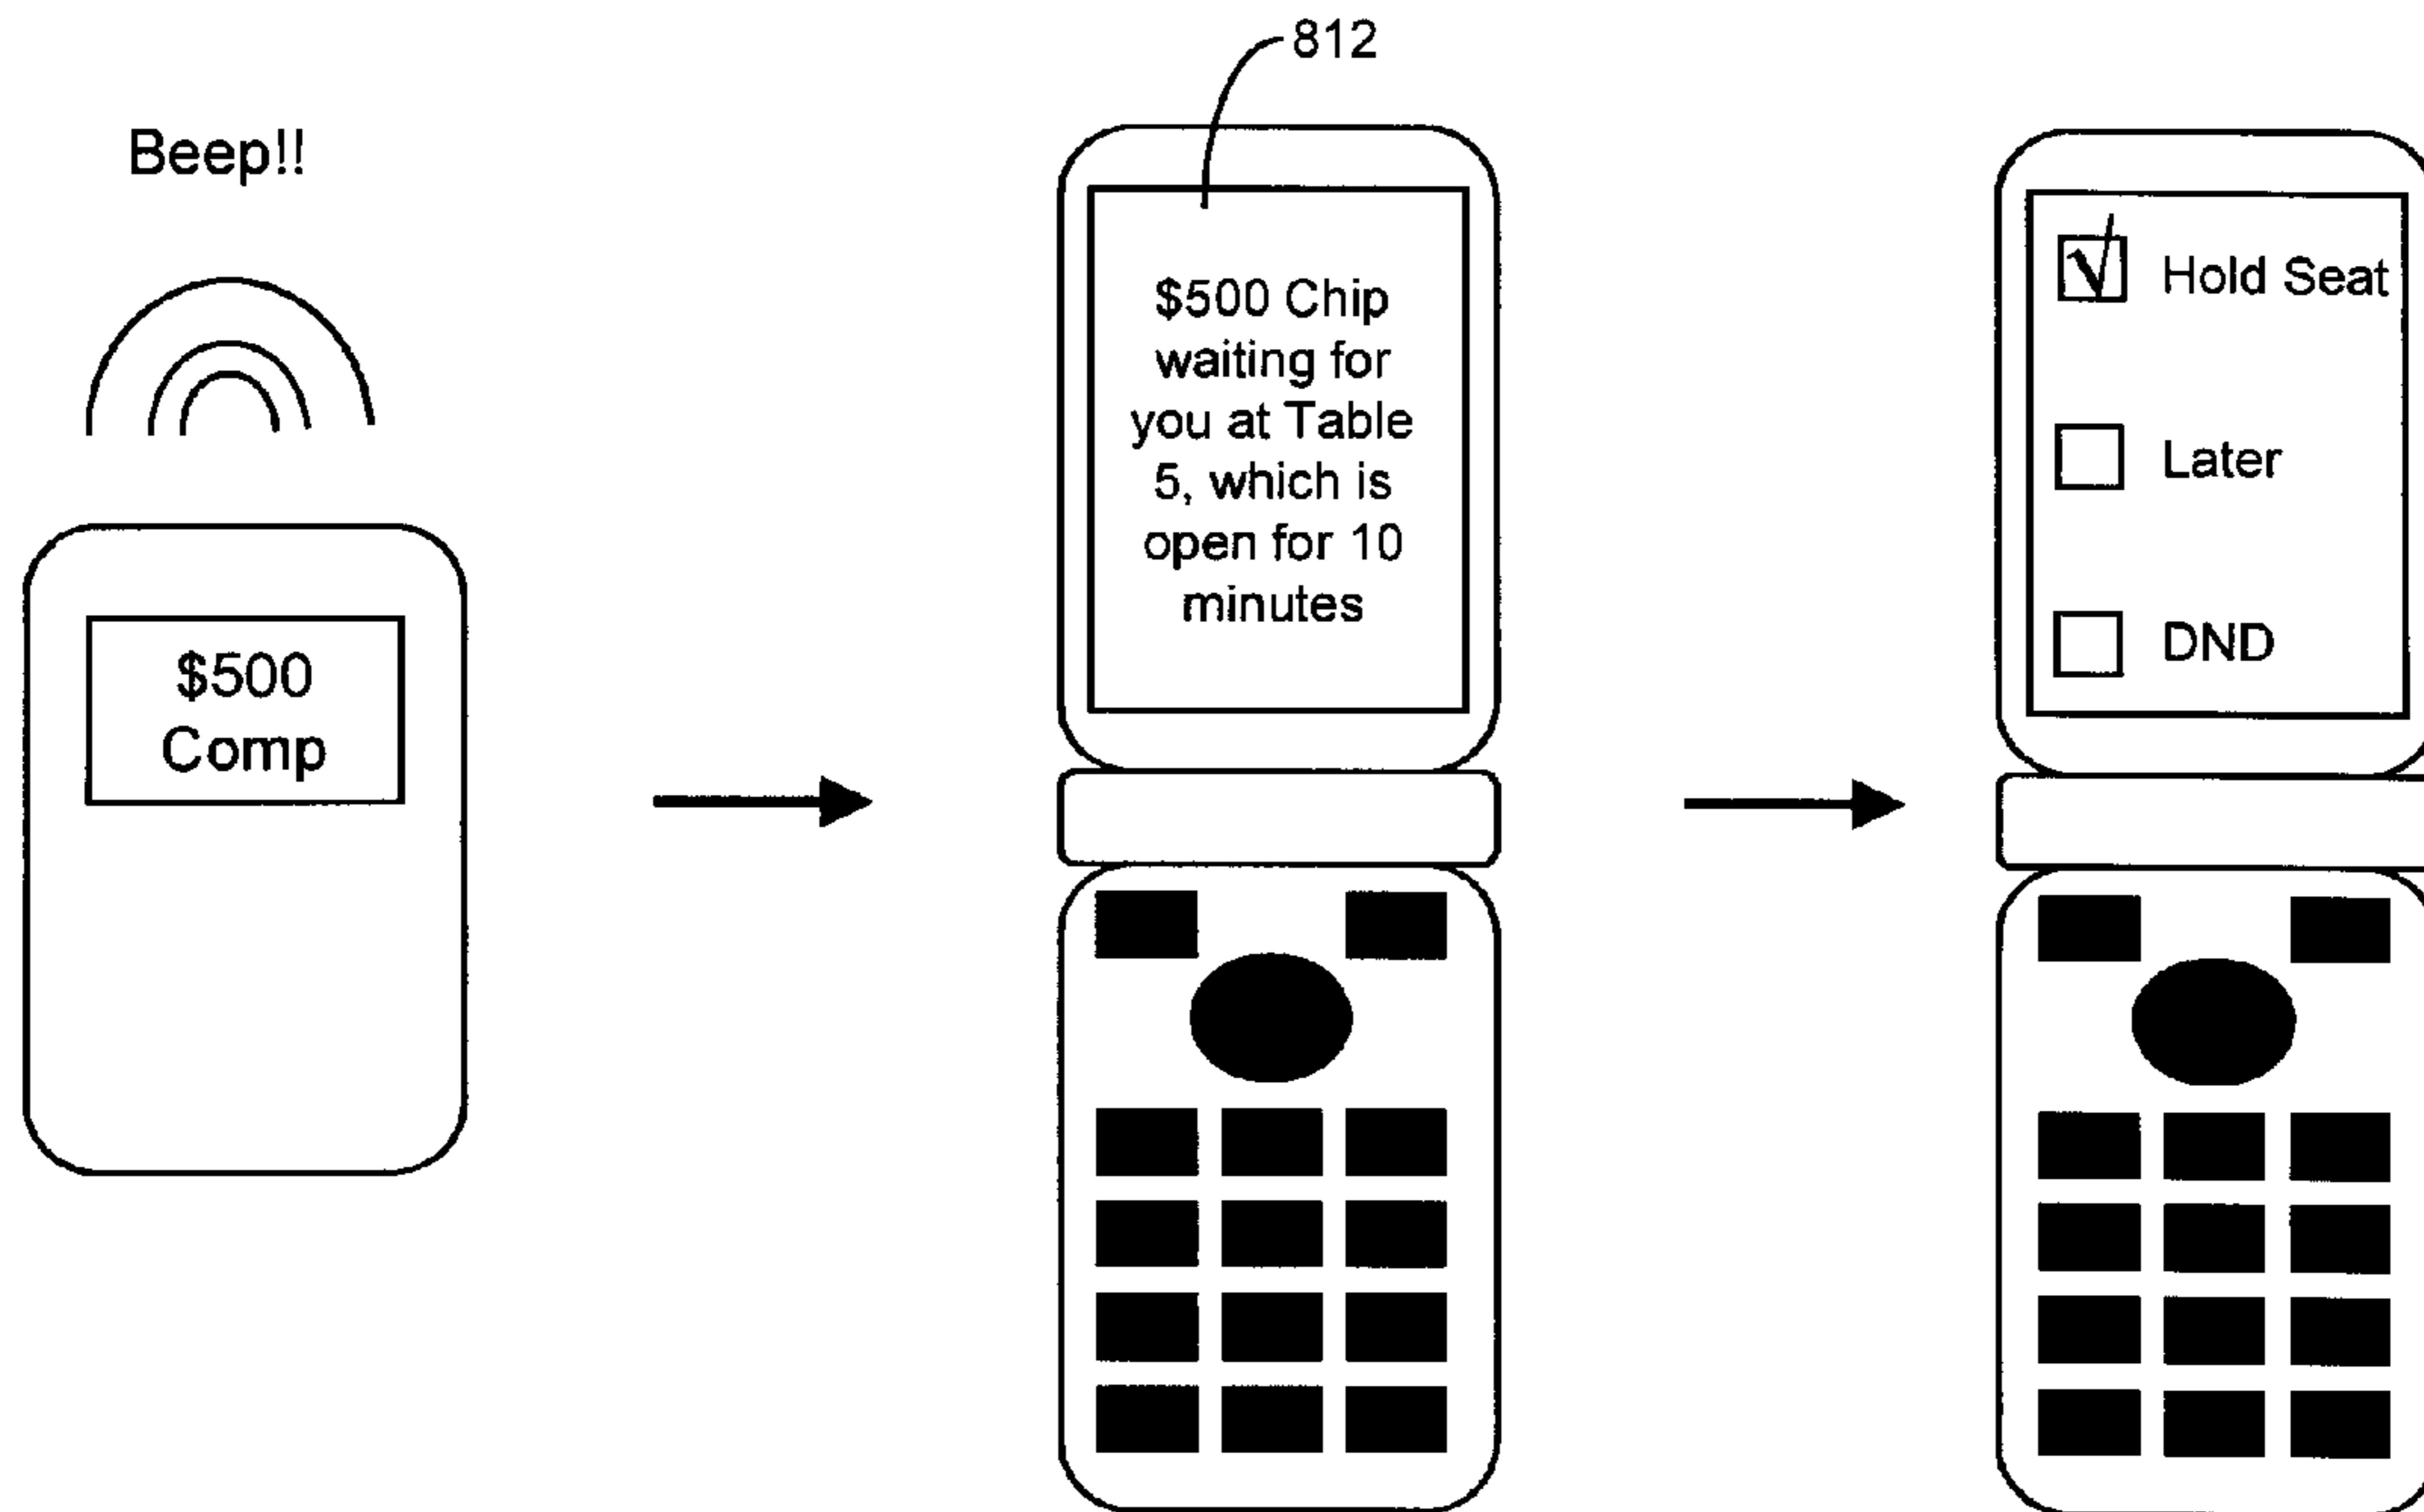 812
Beep!!
$500
Comp
$500 Chip
waiting for
you at Table
5, which is
open for 10
minutes
Hold Seat
Later
DND